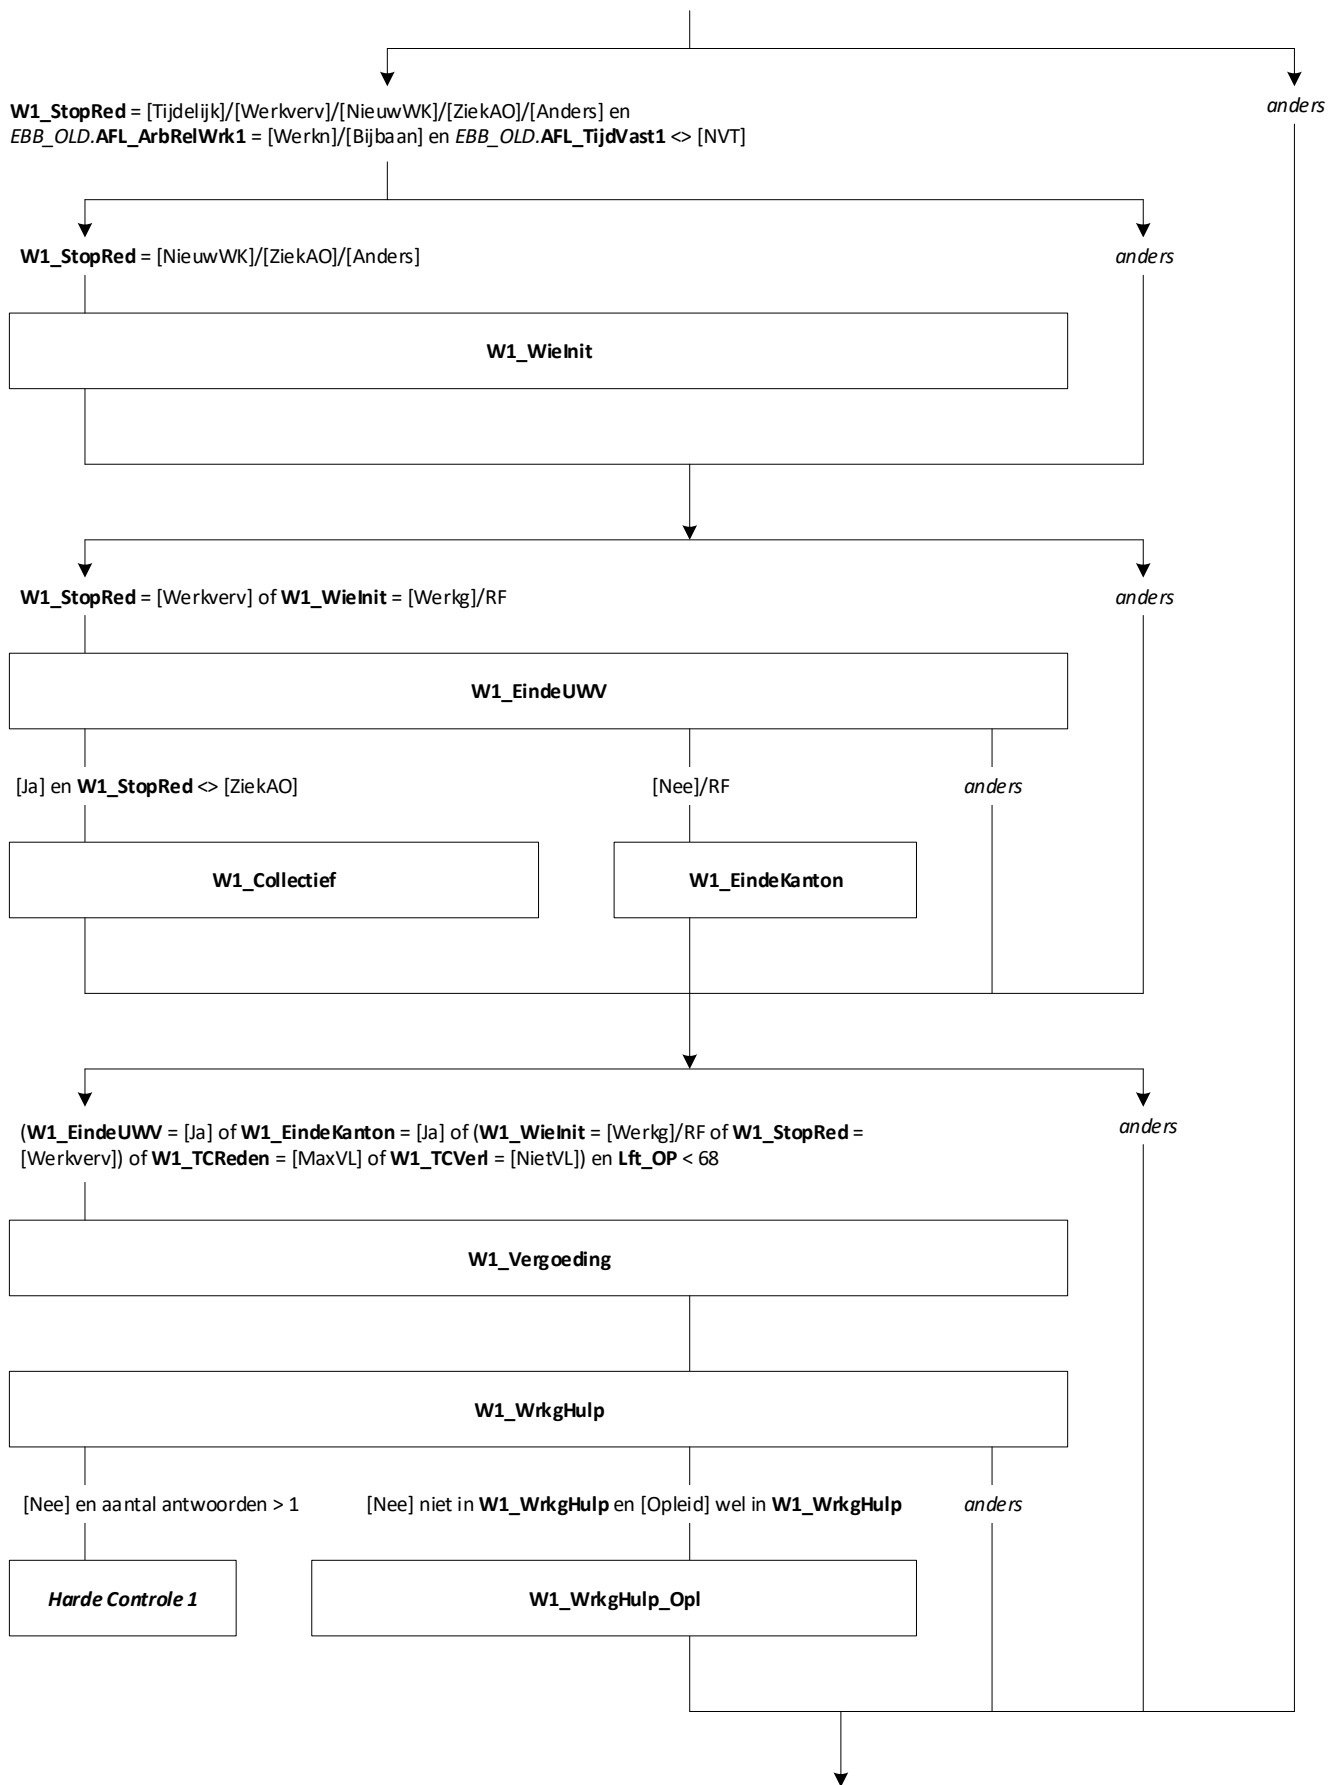 W1_StopRed = [Tijdelijk]/[Werkverv]/[NieuwWK]/[ZiekAO]/[Anders] en
EBB_OLD.AFL_ArbRelWrk1 = [Werkn]/[Bijbaan] en EBB_OLD.AFL_TijdVast1 <> [NVT]
anders
W1_StopRed = [NieuwWK]/[ZiekAO]/[Anders]
anders
W1_WieInit
W1_StopRed = [Werkverv] of W1_WieInit = [Werkg]/RF
anders
W1_EindeUWV
[Ja] en W1_StopRed <> [ZiekAO]
[Nee]/RF
anders
W1_Collectief
W1_EindeKanton
(W1_EindeUWV = [Ja] of W1_EindeKanton = [Ja] of (W1_WieInit = [Werkg]/RF of W1_StopRed =
[Werkverv]) of W1_TCReden = [MaxVL] of W1_TCVerl = [NietVL]) en Lft_OP < 68
anders
W1_Vergoeding
W1_WrkgHulp
[Nee] en aantal antwoorden > 1
[Nee] niet in W1_WrkgHulp en [Opleid] wel in W1_WrkgHulp
anders
Harde Controle 1
W1_WrkgHulp_Opl